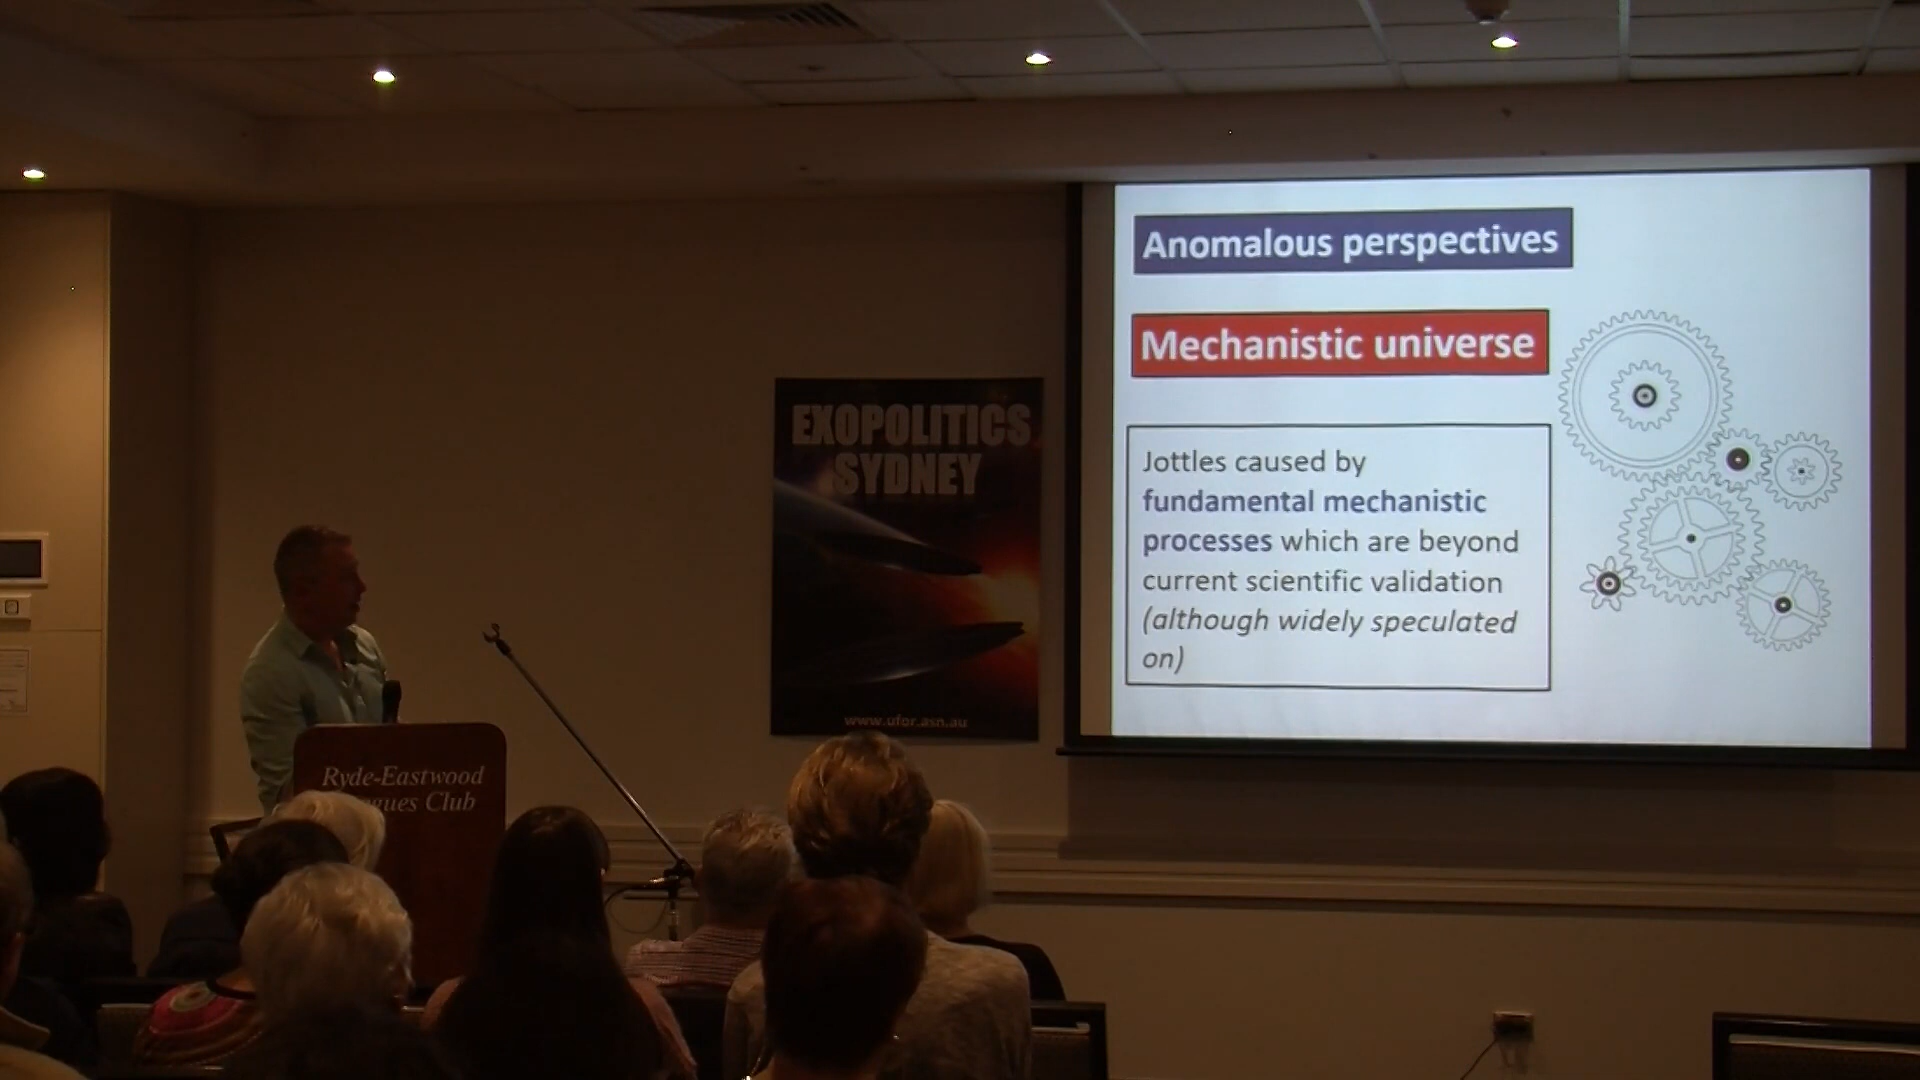 Anomalous perspectives
Mechanistic universe
Jottles caused by
fundamental mechanistic
processes which are beyond
current scientific validation
(although widely speculated
on)
EXOPOLITICS
SYDNEY
www.ufor.asn.au
Ryde-Eastwood
gues Club